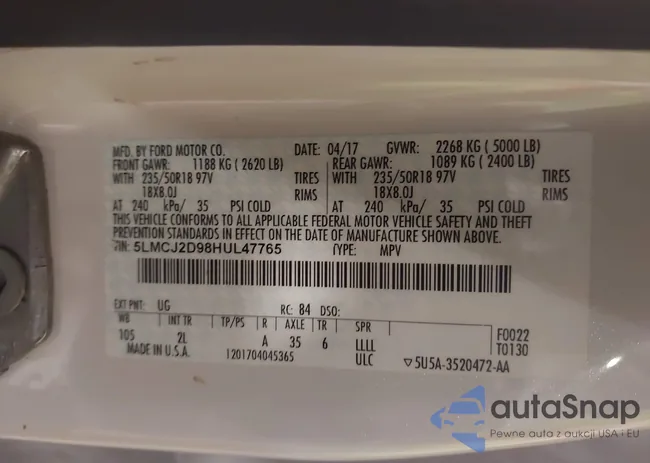 MFD. BY FORD MOTOR CO. DATE: 04/17 GVWR: 2268 KG ( 5000 LB)
FRONT GAWR: 1188 KG ( 2620 LB) REAR GAWR: 1089 KG ( 2400 LB)
WITH 235/50R18 97V TIRES WITH 235/50R18 97V TIRES
18X8.0J RIMS 18X8.0J RIMS
AT 240 kPa/ 35 PSI COLD AT 240 kPa/ 35 PSI COLD
THIS VEHICLE CONFORMS TO ALL APPLICABLE FEDERAL MOTOR VEHICLE SAFETY AND THEFT
PREVENTION STANDARDS IN EFFECT ON THE DATE OF MANUFACTURE SHOWN ABOVE.
VIN: 5LMCJ2D98HUL47765 TYPE: MPV
EXT PNT: UG RC: 84 DSO:
WB INT TR TP/PS R AXLE TR SPR F0022
105 2L A 35 6 LLLL T0130
MADE IN U.S.A. 1201704045365 ULC ▽5U5A-3520472-AA
autaSnap
Pewne auta z aukcji USA i EU